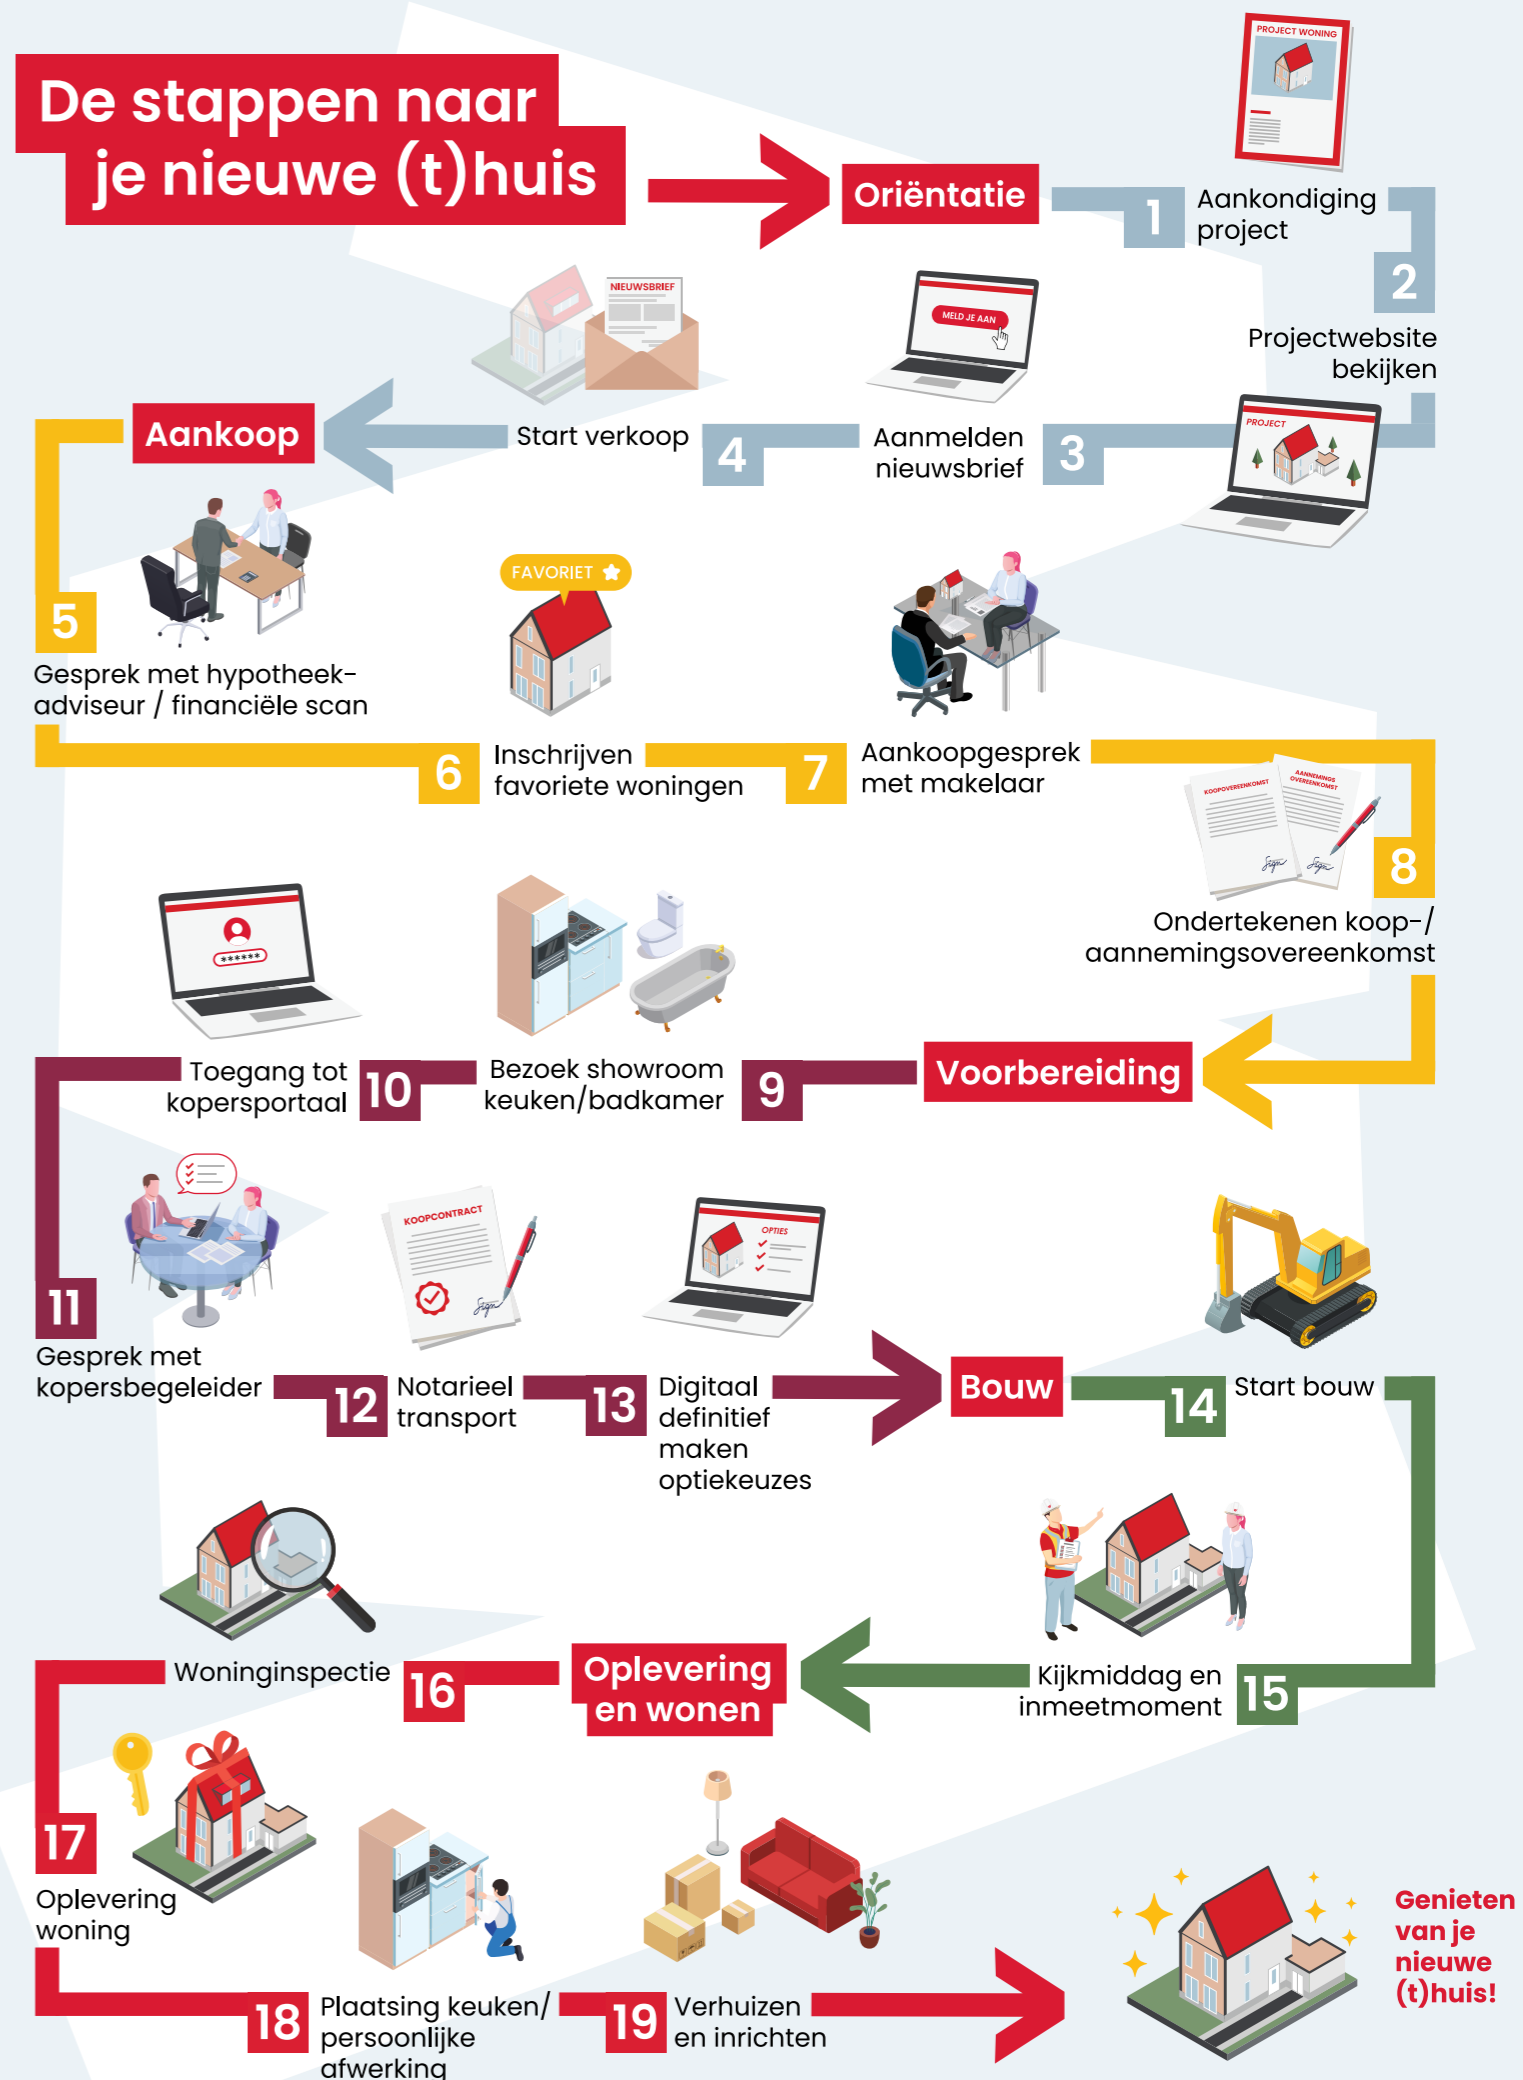 De stappen naar
je nieuwe (t)huis
Oriëntatie
PROJECT WONING
1
Aankondiging
project
2
Projectwebsite
bekijken
PROJECT
3
Aanmelden
nieuwsbrief
MELD JE AAN
4
Start verkoop
NIEUWSBRIEF
Aankoop
5
Gesprek met hypotheek-
adviseur / financiële scan
FAVORIET
6
Inschrijven
favoriete woningen
7
Aankoopgesprek
met makelaar
KOOPOVEREENKOMST
Sign
AANNEMINGS
OVEREENKOMST
Sign
8
Ondertekenen koop-/
aannemingsovereenkomst
Voorbereiding
9
Bezoek showroom
keuken/badkamer
10
Toegang tot
kopersportaal
******
11
Gesprek met
kopersbegeleider
KOOPCONTRACT
Sign
12
Notarieel
transport
OPTIES
13
Digitaal
definitief
maken
optiekeuzes
Bouw
14
Start bouw
15
Kijkmiddag en
inmeetmoment
Oplevering
en wonen
16
Woninginspectie
17
Oplevering
woning
18
Plaatsing keuken/
persoonlijke
afwerking
19
Verhuizen
en inrichten
Genieten
van je
nieuwe
(t)huis!